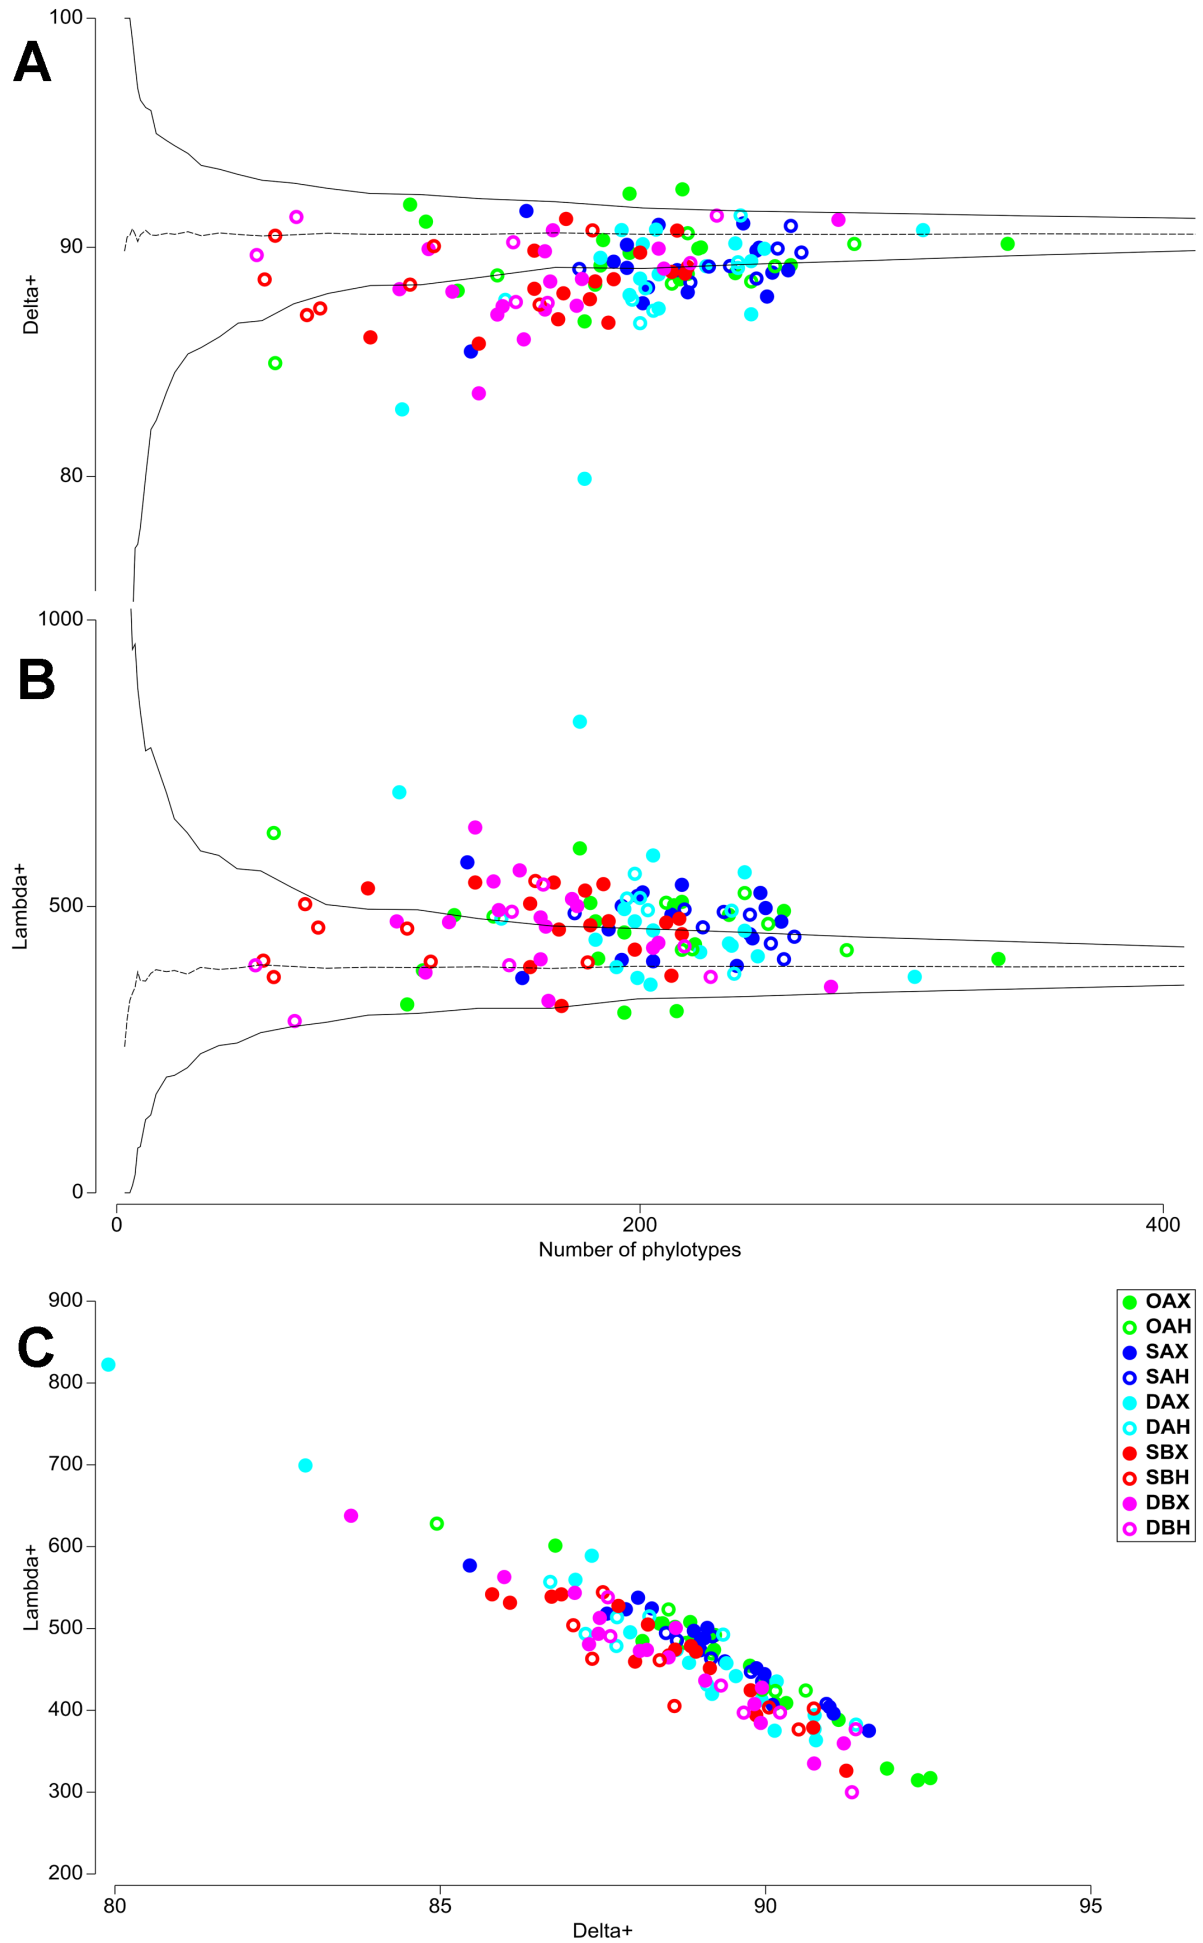 A
100
90
80
Delta+
B
1000
500
0
Lambda+
0 200 400
Number of phylotypes
C
900
800
700
600
500
400
300
200
Lambda+
80 85 90 95
Delta+
OAX
OAH
SAX
SAH
DAX
DAH
SBX
SBH
DBX
DBH